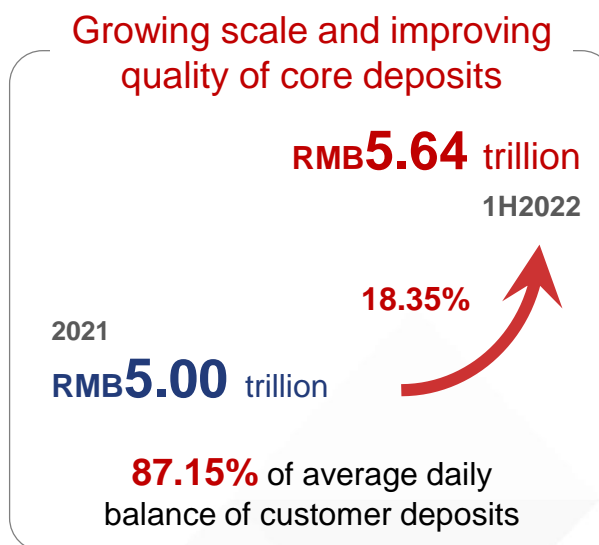 Growing scale and improving
quality of core deposits
RMB5.64 trillion
1H2022
18.35%
2021
RMB5.00 trillion
87.15% of average daily
balance of customer deposits